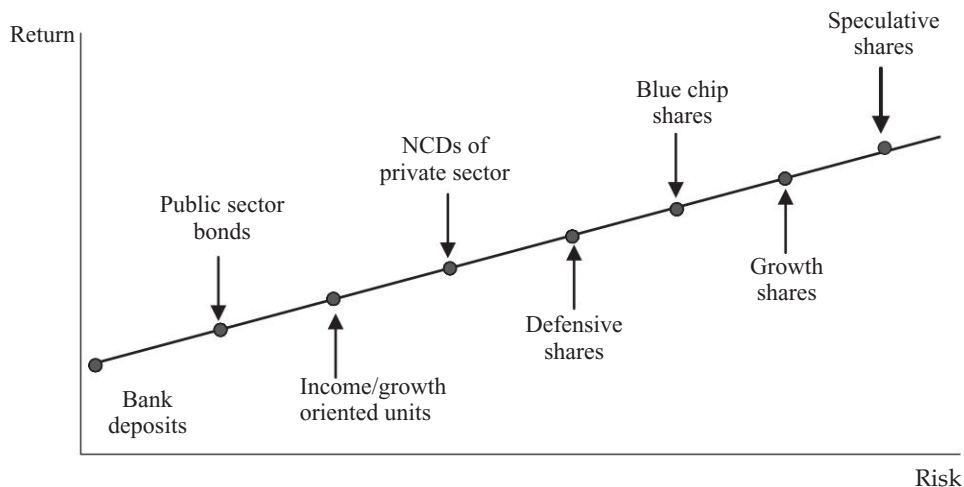 Return
Speculative
shares
Blue chip
shares
NCDs of
private sector
Public sector
bonds
Growth
shares
Defensive
shares
Income/growth
oriented units
Bank
deposits
Risk